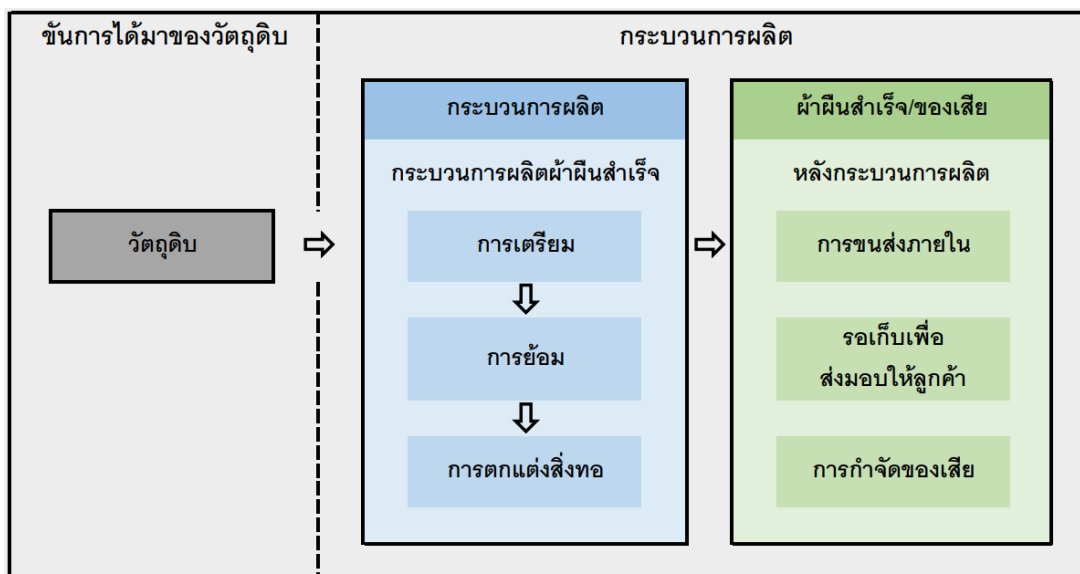 ขั้นการได้มาของวัตถุดิบ
กระบวนการผลิต
วัตถุดิบ
กระบวนการผลิต
กระบวนการผลิตผ้าผืนสำเร็จ
การเตรียม
การย้อม
การตกแต่งสิ่งทอ
ผ้าผืนสำเร็จ/ของเสีย
หลังกระบวนการผลิต
การขนส่งภายใน
รอเก็บเพื่อ
ส่งมอบให้ลูกค้า
การกำจัดของเสีย